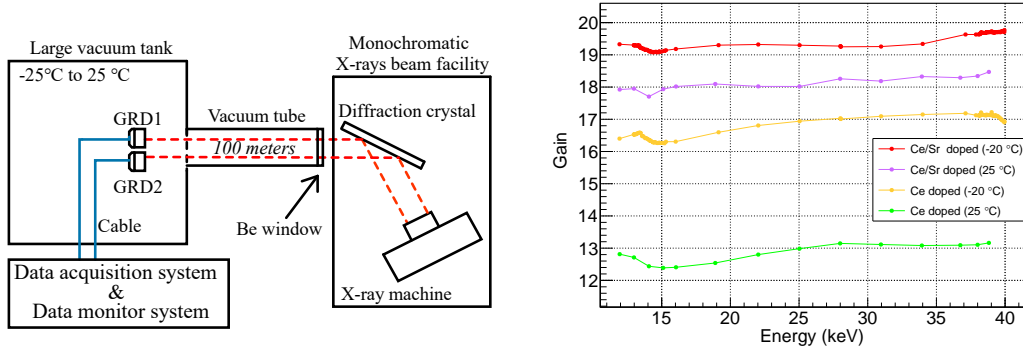 Large vacuum tank
-25℃ to 25 ℃
GRD1
GRD2
Cable
Data acquisition system
&
Data monitor system
Vacuum tube
100 meters
Be window
Monochromatic
X-rays beam facility
Diffraction crystal
X-ray machine
Gain
20
19
18
17
16
15
14
13
12
15
20
25
30
35
40
Energy (keV)
Ce/Sr doped (-20 °C)
Ce/Sr doped (25 °C)
Ce doped (-20 °C)
Ce doped (25 °C)